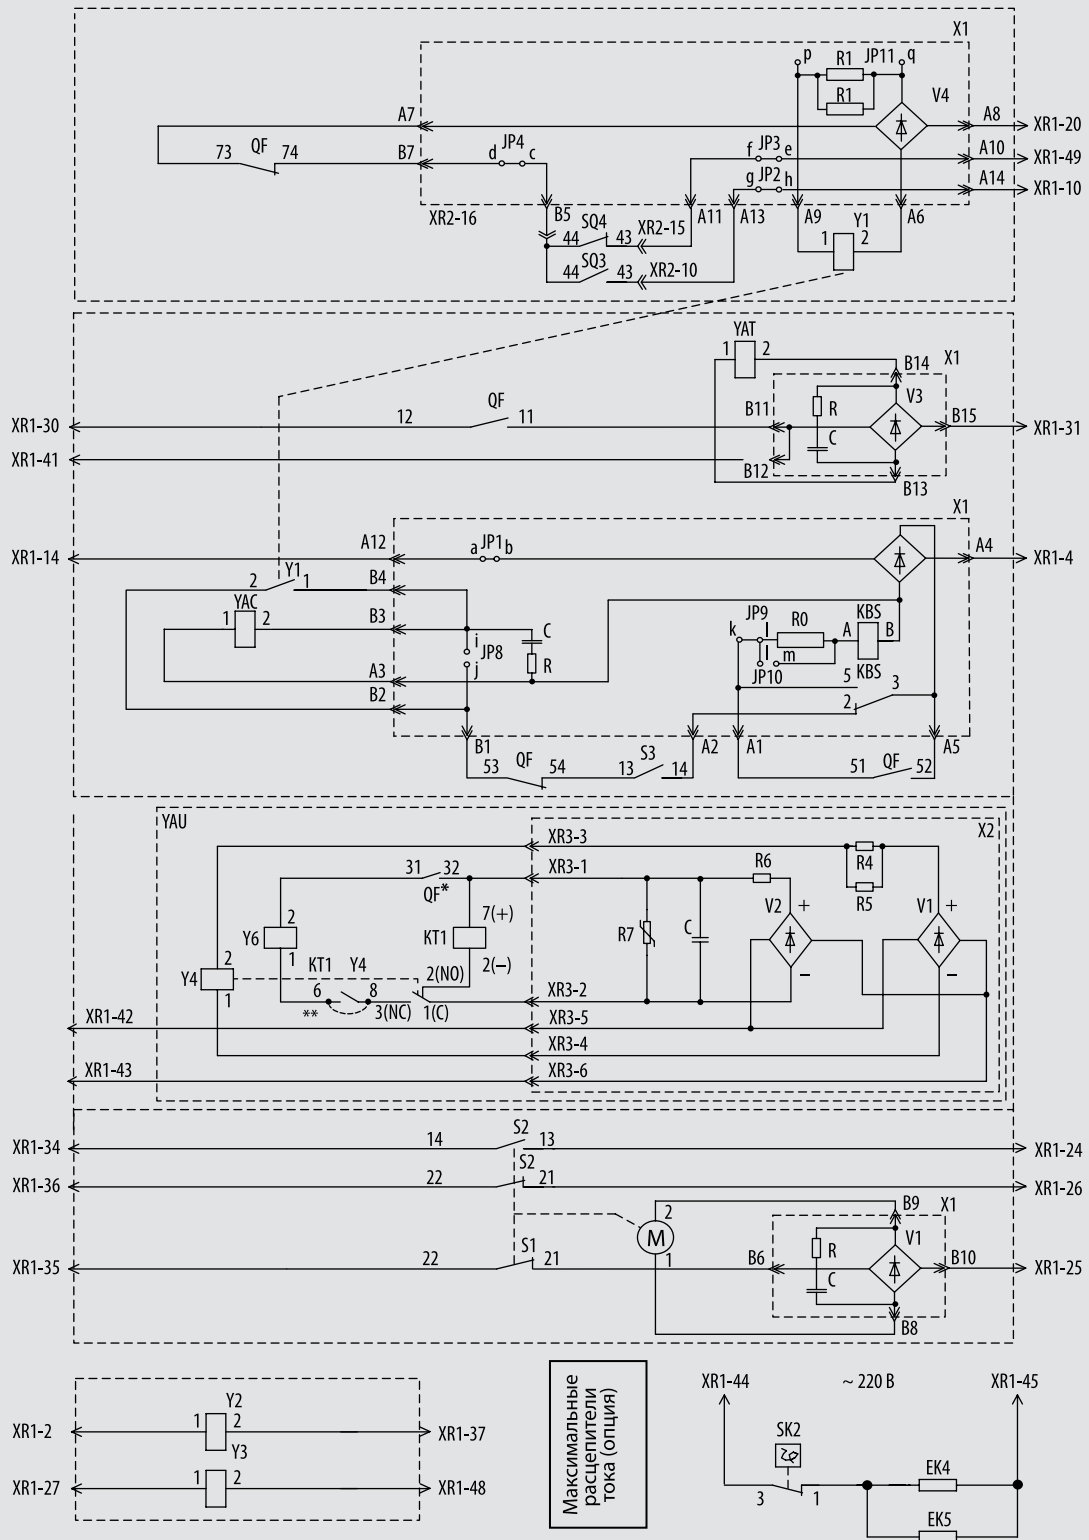 X1
p R1 JP11 q
R1 V4
A7 A8 XR1-20
73 QF 74 B7 d JP4 c f JP3 e A10 XR1-49
g JP2 h A14 XR1-10
XR2-16 B5 A11 A13 A9 Y1 A6
44 SQ4 43 XR2-15 1 2
44 SQ3 43 XR2-10
1 YAT 2 B14 X1
XR1-30 12 QF 11 B11 R V3 B15 XR1-31
XR1-41 B12 C B13
X1
XR1-14 A12 a JP1 b A4 XR1-4
2 Y1 1 B4
1 YAC 2 B3 i JP8 j C R
k JP9 l R0 A KBS B
JP10 l m KBS
A3 5 3
B2 2
B1 A2 A1 A5
53 QF 54 13 S3 14 51 QF 52
YAU XR3-3 X2
31 32 XR3-1 R6 R4
QF* R5
2 7(+) R7 C V2 + V1 +
Y6 KT1
1 2(NO) 2(−) − −
2 Y4 1 KT1 Y4
6 8 XR3-2
** 3(NC) 1(C)
XR1-42 XR3-5
XR3-4
XR1-43 XR3-6
XR1-34 14 S2 13 XR1-24
XR1-36 22 S2 21 XR1-26
2 B9 X1
M R V1
XR1-35 22 S1 21 1 B6 C B10 XR1-25
B8
Y2
XR1-2 1 2 XR1-37
Y3
XR1-27 1 2 XR1-48
Максимальные
расцепители
тока (опция)
XR1-44 ~ 220 В XR1-45
SK2
3 1 EK4
EK5